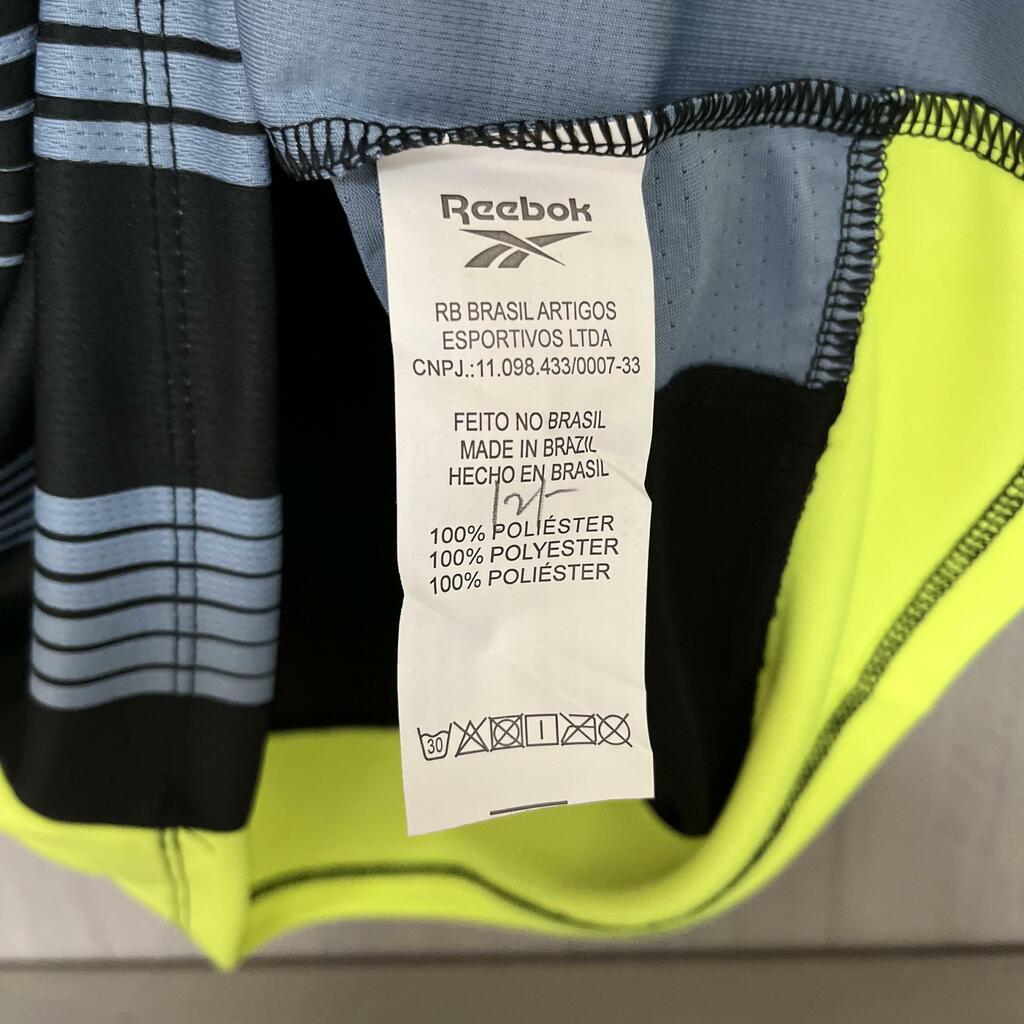 Reebok
RB BRASIL ARTIGOS
ESPORTIVOS LTDA
CNPJ.:11.098.433/0007-33
FEITO NO BRASIL
MADE IN BRAZIL
HECHO EN BRASIL
100% POLIÉSTER
100% POLYESTER
100% POLIÉSTER
30